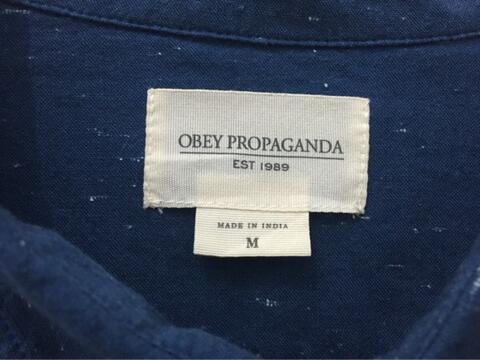 OBEY PROPAGANDA
EST 1989
MADE IN INDIA
M